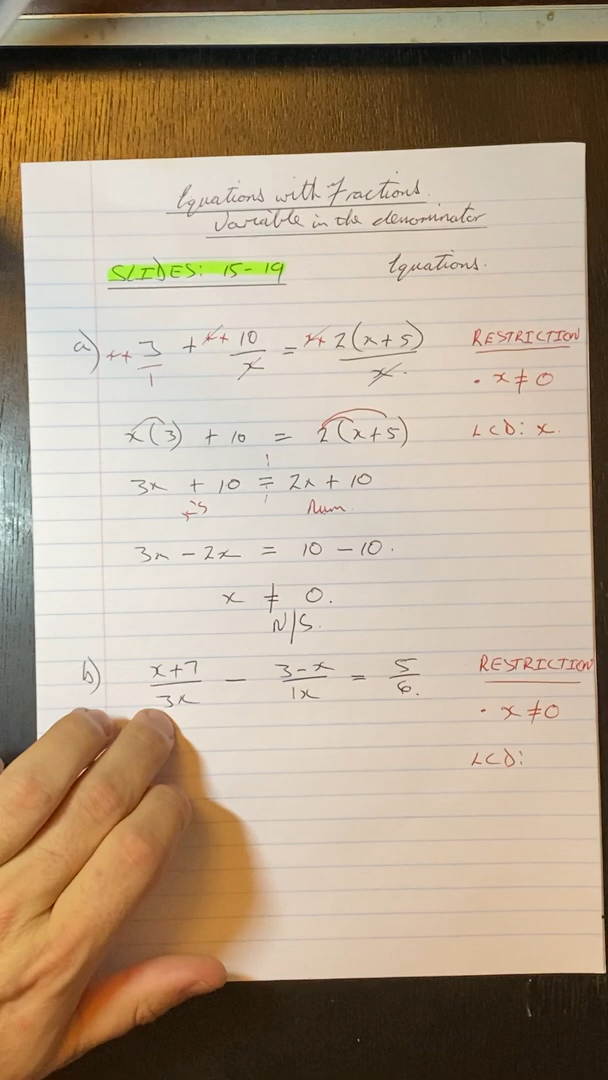 Equations with Fractions.
Variable in the denominator
SLIDES: 15-19
Equations.
a) x× 3/1 + x× 10/x = x× 2(x+5)/x.
RESTRICTION
• x ≠ 0
x(3) + 10 = 2(x+5)
LCD: x.
3x + 10 = 2x + 10
x's Num.
3x - 2x = 10 - 10.
x ≠ 0.
N/S.
b) x+7/3x - 3-x/1x = 5/6.
RESTRICTION
• x ≠ 0
LCD: